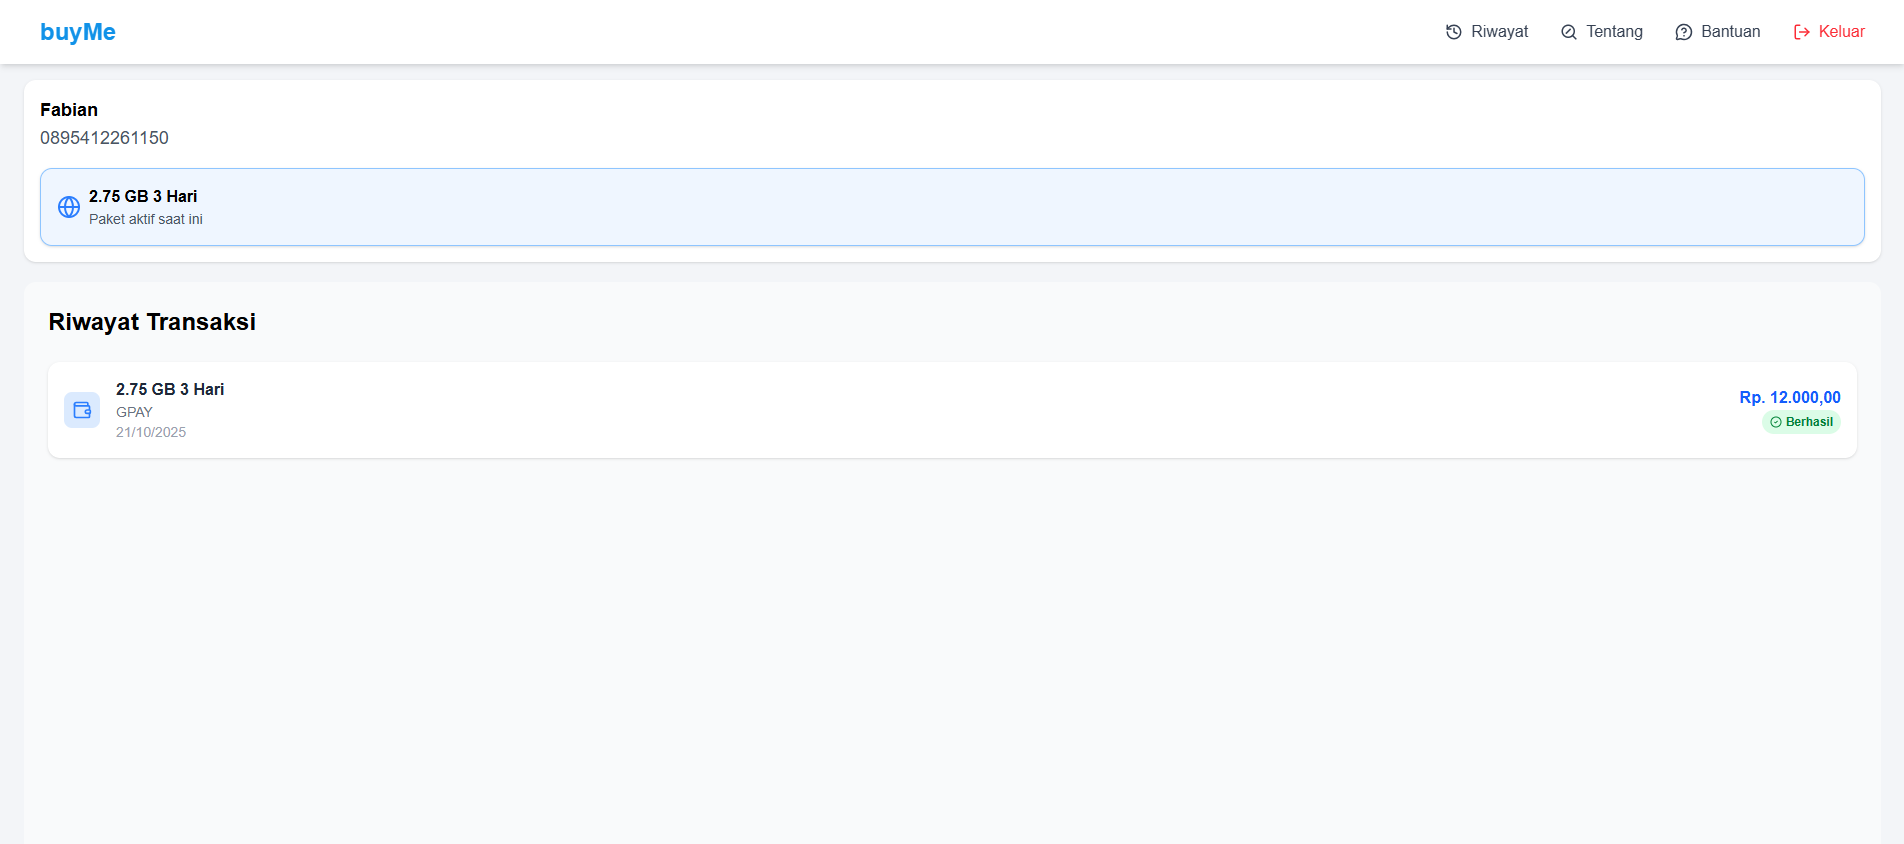 buyMe
Riwayat
Tentang
Bantuan
Keluar
Fabian
0895412261150
2.75 GB 3 Hari
Paket aktif saat ini
Riwayat Transaksi
2.75 GB 3 Hari
GPAY
21/10/2025
Rp. 12.000,00
Berhasil